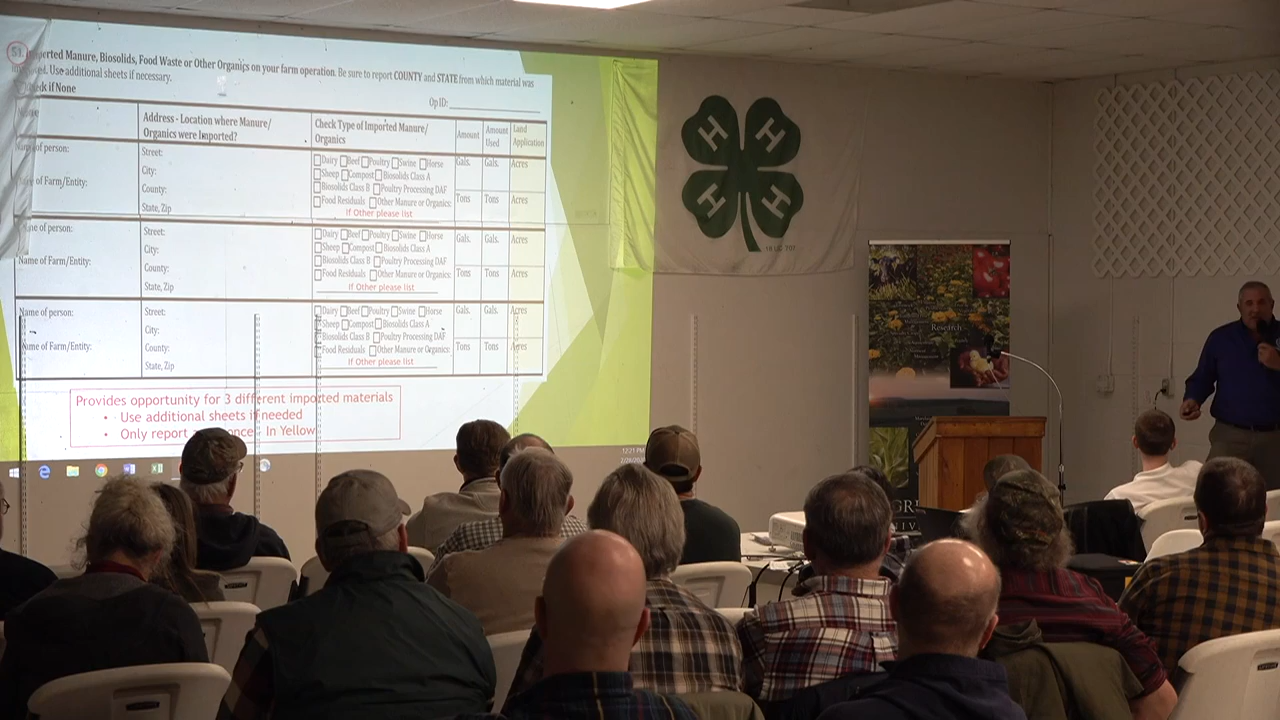 51. Imported Manure, Biosolids, Food Waste or Other Organics on your farm operation. Be sure to report COUNTY and STATE from which material was
imported. Use additional sheets if necessary.
if None
Op ID:
Address - Location where Manure/
Organics were Imported?
Check Type of Imported Manure/
Organics
Amount
Amount
Used
Land
Application
Name of person:
Name of Farm/Entity:
Street:
City:
County:
State, Zip
Dairy Beef Poultry Swine Horse
Sheep Compost Biosolids Class A
Biosolids Class B Poultry Processing DAF
Food Residuals Other Manure or Organics:
If Other please list
Gals. Gals. Acres
Tons Tons Acres
Name of person:
Name of Farm/Entity:
Street:
City:
County:
State, Zip
Dairy Beef Poultry Swine Horse
Sheep Compost Biosolids Class A
Biosolids Class B Poultry Processing DAF
Food Residuals Other Manure or Organics:
If Other please list
Gals. Gals. Acres
Tons Tons Acres
Name of person:
Name of Farm/Entity:
Street:
City:
County:
State, Zip
Dairy Beef Poultry Swine Horse
Sheep Compost Biosolids Class A
Biosolids Class B Poultry Processing DAF
Food Residuals Other Manure or Organics:
If Other please list
Gals. Gals. Acres
Tons Tons Acres
Provides opportunity for 3 different imported materials
• Use additional sheets if needed
• Only report once In Yellow
12:21 PM
H H
H H
18 U.S.C. 707
Research
GR
NIV